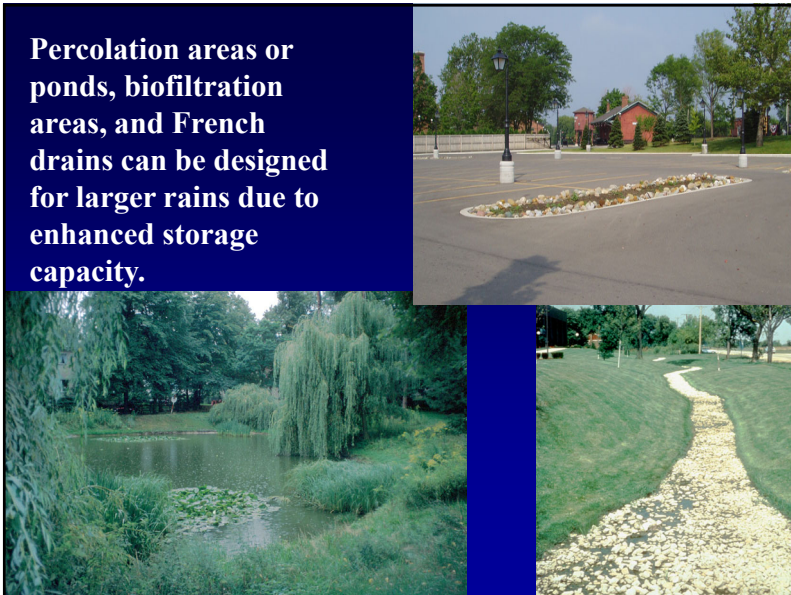 Percolation areas or
ponds, biofiltration
areas, and French
drains can be designed
for larger rains due to
enhanced storage
capacity.